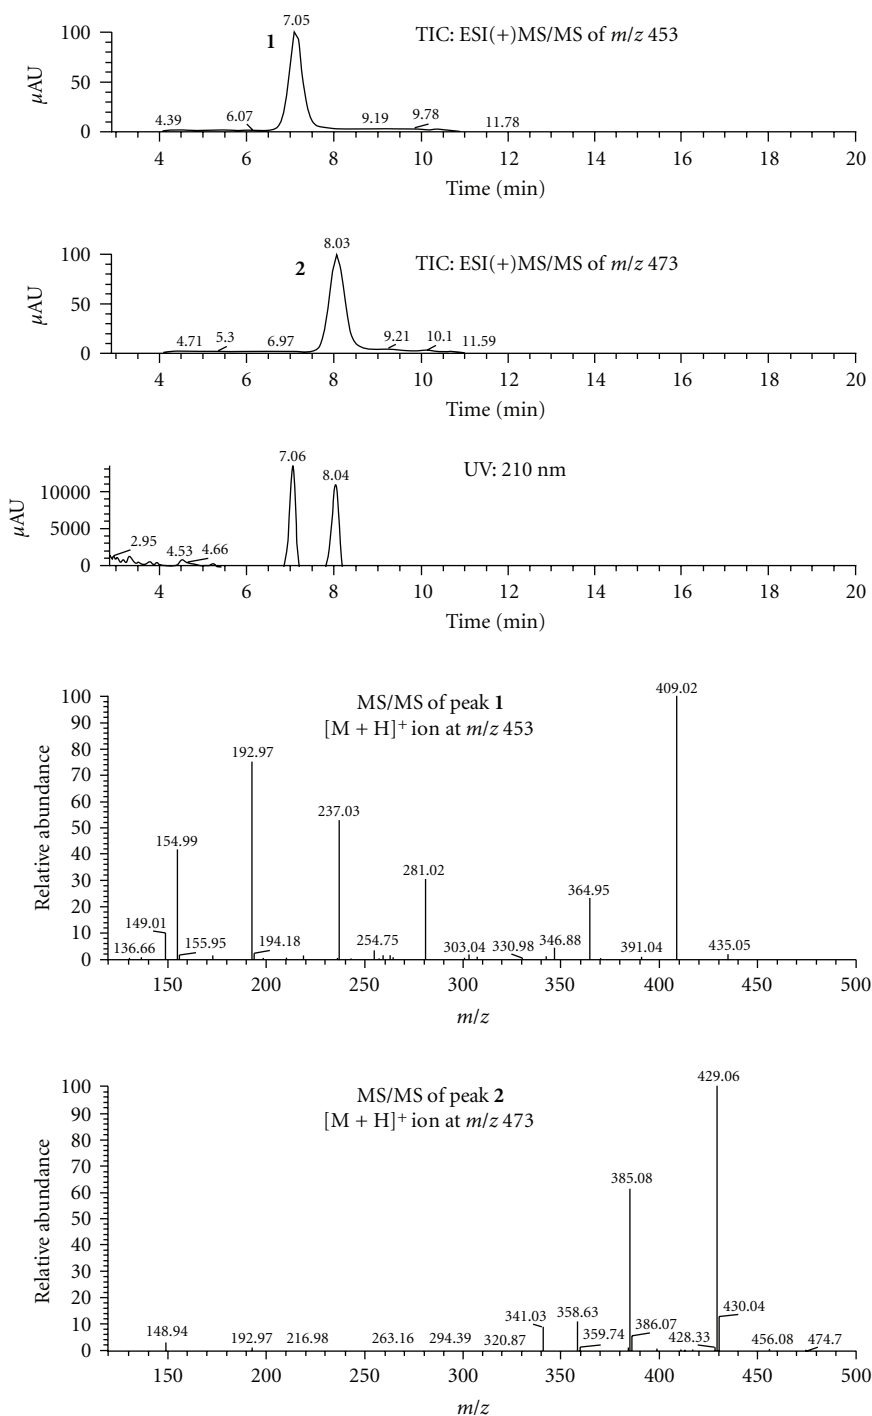 7.05
1
TIC: ESI(+)MS/MS of m/z 453
100
50
0
μAU
4.39 6.07 9.19 9.78 11.78
4 6 8 10 12 14 16 18 20
Time (min)
8.03
2
TIC: ESI(+)MS/MS of m/z 473
100
50
0
μAU
4.71 5.3 6.97 9.21 10.1 11.59
4 6 8 10 12 14 16 18 20
Time (min)
7.06
8.04
UV: 210 nm
10000
5000
0
μAU
2.95 4.53 4.66
4 6 8 10 12 14 16 18 20
Time (min)
MS/MS of peak 1
[M + H]+ ion at m/z 453
100
90
80
70
60
50
40
30
20
10
0
Relative abundance
409.02
192.97
237.03
154.99
281.02
364.95
149.01
136.66 155.95 194.18 254.75 303.04 330.98 346.88 391.04 435.05
150 200 250 300 350 400 450 500
m/z
MS/MS of peak 2
[M + H]+ ion at m/z 473
100
90
80
70
60
50
40
30
20
10
0
Relative abundance
429.06
385.08
341.03 358.63 430.04
148.94 192.97 216.98 263.16 294.39 320.87 359.74 386.07 428.33 456.08 474.7
150 200 250 300 350 400 450 500
m/z